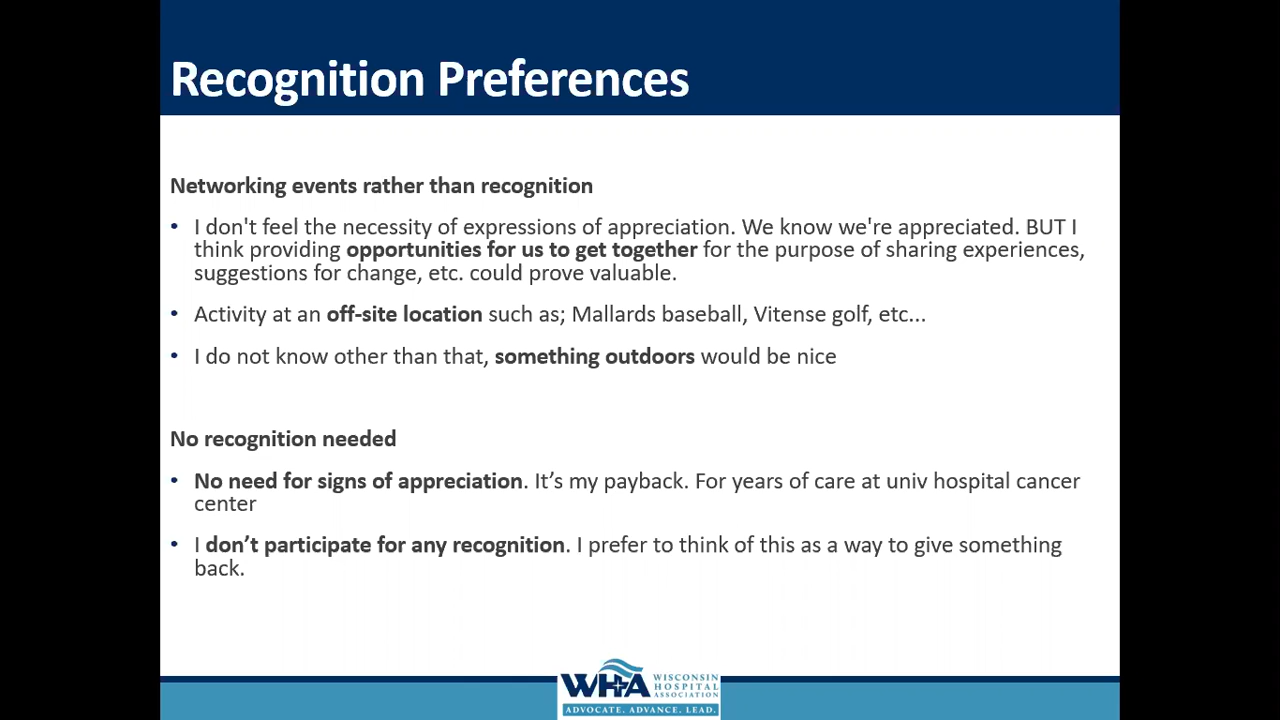 Recognition Preferences
Networking events rather than recognition
• I don't feel the necessity of expressions of appreciation. We know we're appreciated. BUT I
think providing opportunities for us to get together for the purpose of sharing experiences,
suggestions for change, etc. could prove valuable.
• Activity at an off-site location such as; Mallards baseball, Vitense golf, etc...
• I do not know other than that, something outdoors would be nice
No recognition needed
• No need for signs of appreciation. It’s my payback. For years of care at univ hospital cancer
center
• I don’t participate for any recognition. I prefer to think of this as a way to give something
back.
WHA
WISCONSIN
HOSPITAL
ASSOCIATION
ADVOCATE. ADVANCE. LEAD.